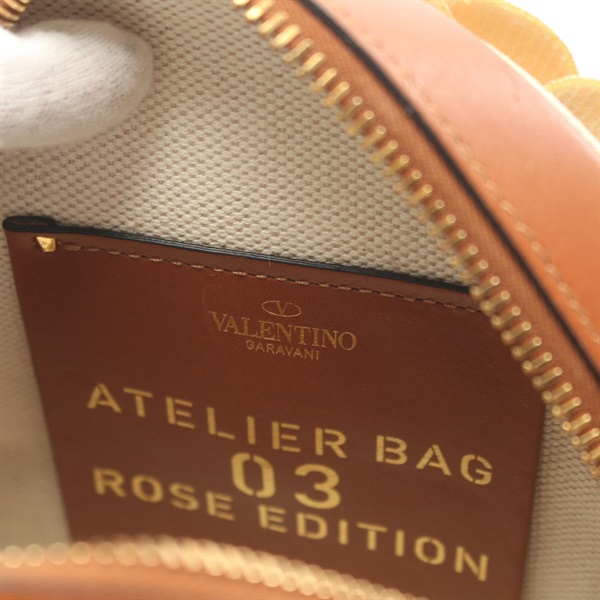 VALENTINO
GARAVANI
ATELIER BAG
03
ROSE EDITION